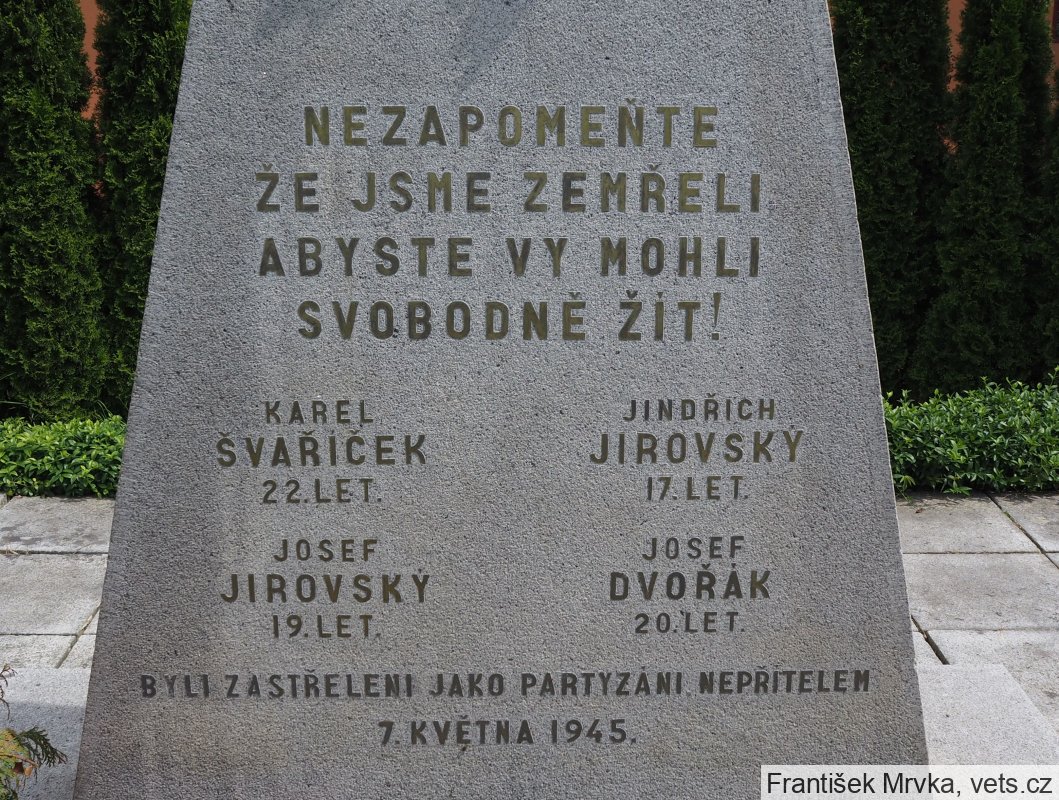 NEZAPOMEŇTE
ŽE JSME ZEMŘELI
ABYSTE VY MOHLI
SVOBODNĚ ŽÍT!
KAREL
ŠVAŘÍČEK
22. LET.
JINDŘICH
JIROVSKÝ
17. LET.
JOSEF
JIROVSKÝ
19. LET.
JOSEF
DVOŘÁK
20. LET.
BYLI ZASTŘELENI JAKO PARTYZÁNI NEPŘÍTELEM
7. KVĚTNA 1945.
František Mrvka, vets.cz